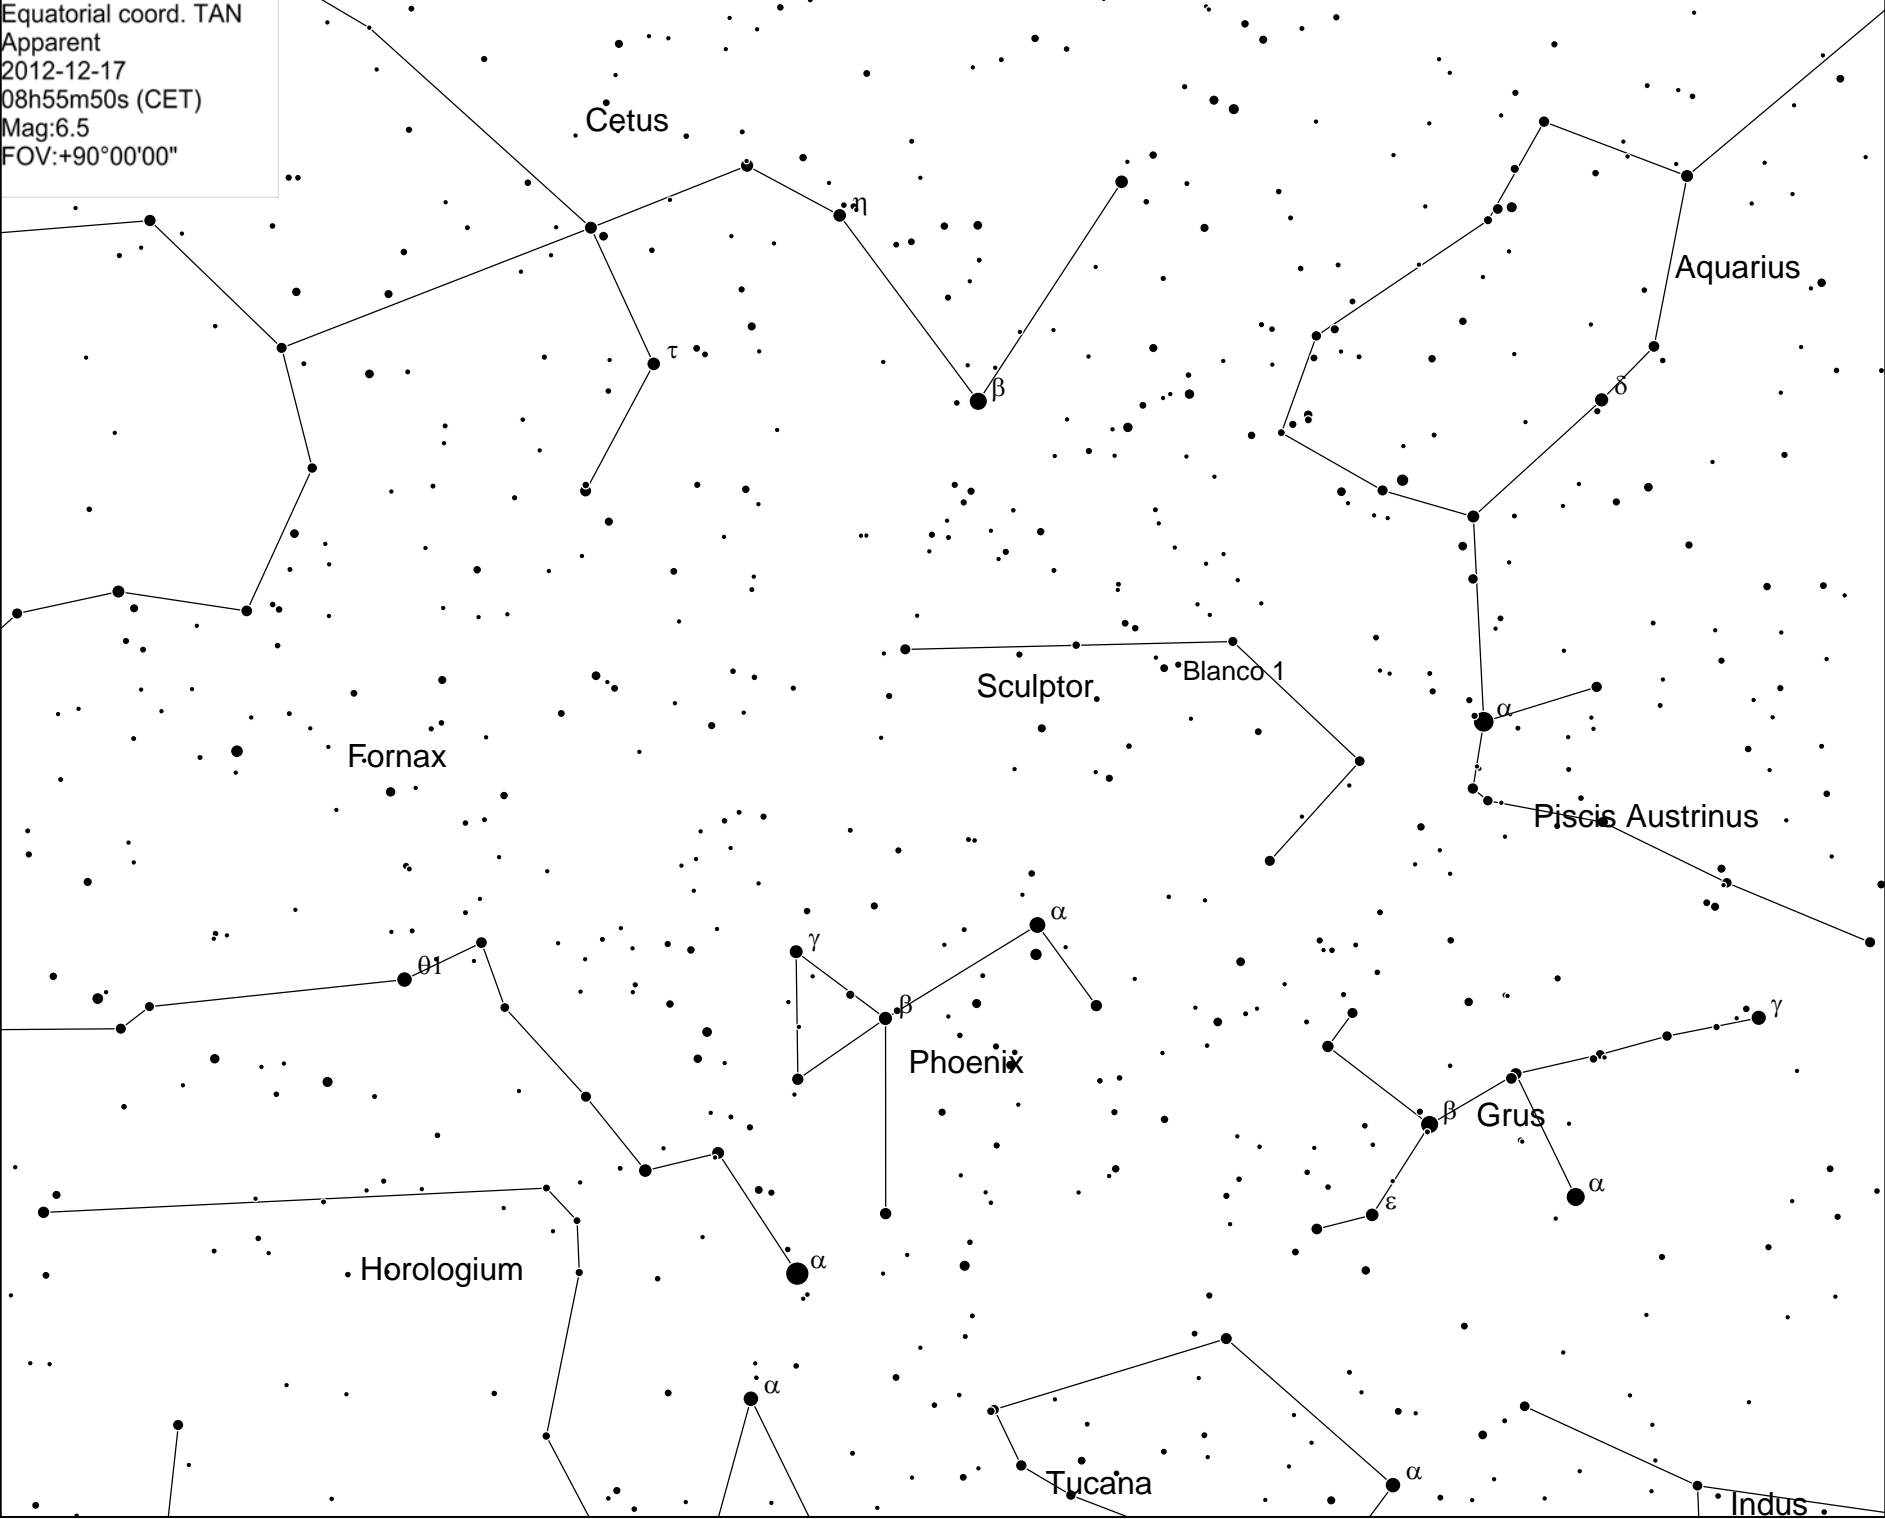 Equatorial coord. TAN
Apparent
2012-12-17
08h55m50s (CET)
Mag:6.5
FOV:+90°00'00"
Cetus
η
Aquarius
τ
β
δ
Blanco 1
Sculptor
α
Fornax
Piscis Austrinus
α
γ
θ1
β
γ
Phoenix
β
Grus
α
ε
α
Horologium
α
α
Tucana
Indus